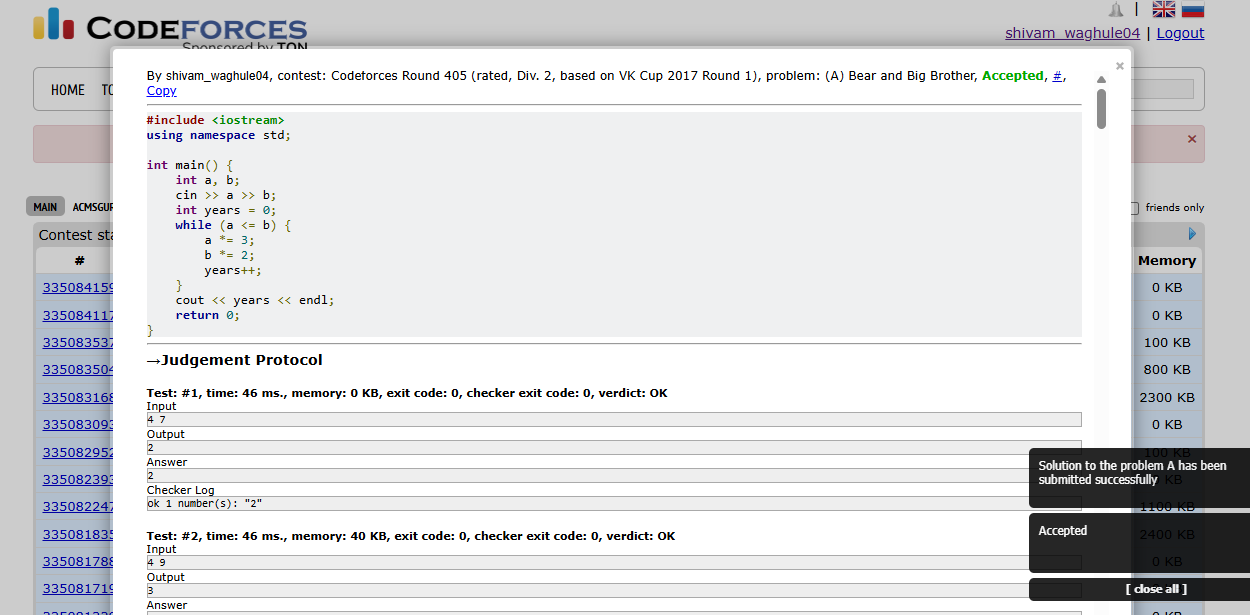 CODEFORCES
Sponsored by TON
shivam_waghule04 | Logout
HOME
By shivam_waghule04, contest: Codeforces Round 405 (rated, Div. 2, based on VK Cup 2017 Round 1), problem: (A) Bear and Big Brother, Accepted, #,
Copy
#include <iostream>
using namespace std;
int main() {
    int a, b;
    cin >> a >> b;
    int years = 0;
    while (a <= b) {
        a *= 3;
        b *= 2;
        years++;
    }
    cout << years << endl;
    return 0;
}
→Judgement Protocol
Test: #1, time: 46 ms., memory: 0 KB, exit code: 0, checker exit code: 0, verdict: OK
Input
4 7
Output
2
Answer
2
Checker Log
ok 1 number(s): "2"
Test: #2, time: 46 ms., memory: 40 KB, exit code: 0, checker exit code: 0, verdict: OK
Input
4 9
Output
3
Answer
MAIN ACMSGUR
friends only
Contest sta
#
Memory
335084159 0 KB
335084117 0 KB
335083537 100 KB
335083504 800 KB
335083168 2300 KB
335083093 0 KB
335082952 100 KB
335082393 KB
335082247 1100 KB
335081835 2400 KB
335081788 0 KB
335081719
Solution to the problem A has been
submitted successfully
Accepted
[ close all ]